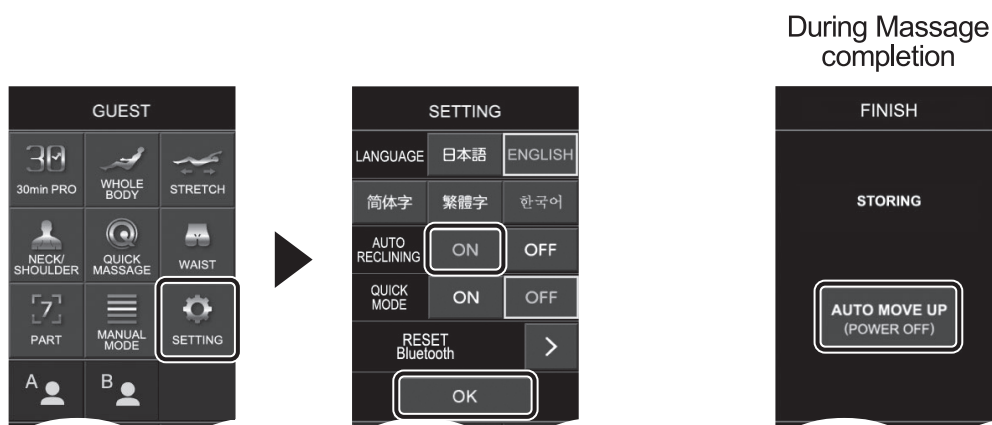 During Massage
completion
GUEST
30
30min PRO
WHOLE
BODY
STRETCH
NECK/
SHOULDER
QUICK
MASSAGE
WAIST
7
PART
MANUAL
MODE
SETTING
A
B
SETTING
LANGUAGE
日本語
ENGLISH
简体字
繁體字
한국어
AUTO
RECLINING
ON
OFF
QUICK
MODE
ON
OFF
RESET
Bluetooth
>
OK
FINISH
STORING
AUTO MOVE UP
(POWER OFF)